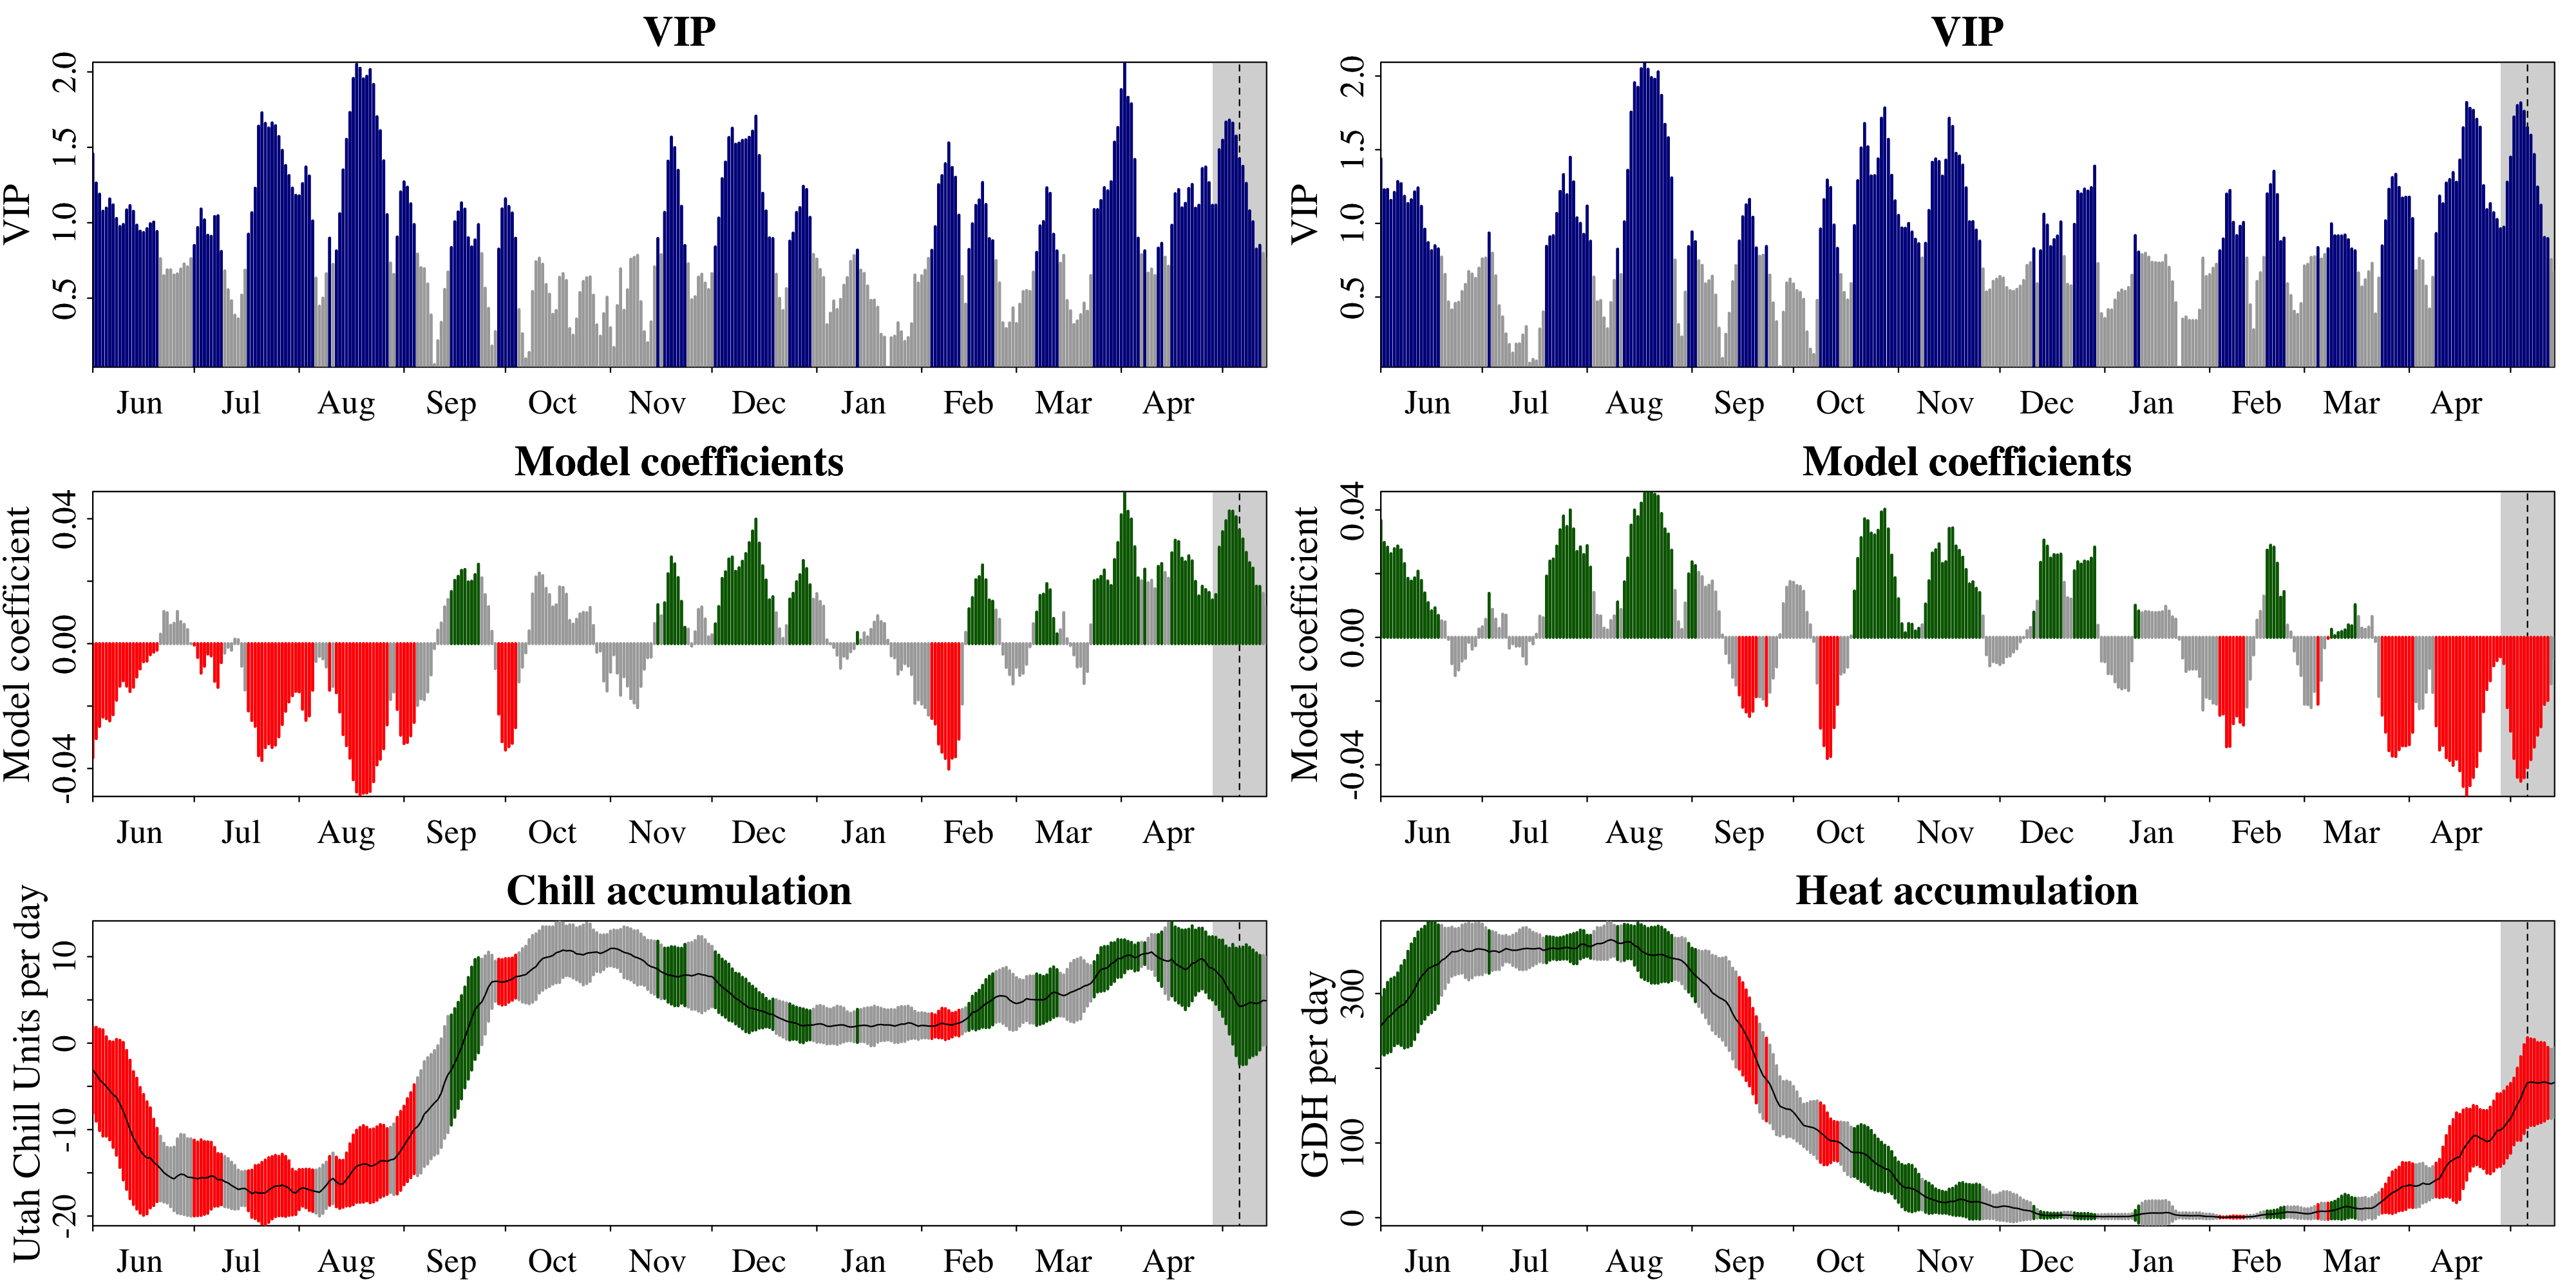 VIP
VIP
2.0
1.5
1.0
0.5
Jun Jul Aug Sep Oct Nov Dec Jan Feb Mar Apr
VIP
VIP
2.0
1.5
1.0
0.5
Jun Jul Aug Sep Oct Nov Dec Jan Feb Mar Apr
Model coefficients
Model coefficient
0.04
0.00
-0.04
Jun Jul Aug Sep Oct Nov Dec Jan Feb Mar Apr
Model coefficients
Model coefficient
0.04
0.00
-0.04
Jun Jul Aug Sep Oct Nov Dec Jan Feb Mar Apr
Chill accumulation
Utah Chill Units per day
10
0
-10
-20
Jun Jul Aug Sep Oct Nov Dec Jan Feb Mar Apr
Heat accumulation
GDH per day
300
100
0
Jun Jul Aug Sep Oct Nov Dec Jan Feb Mar Apr